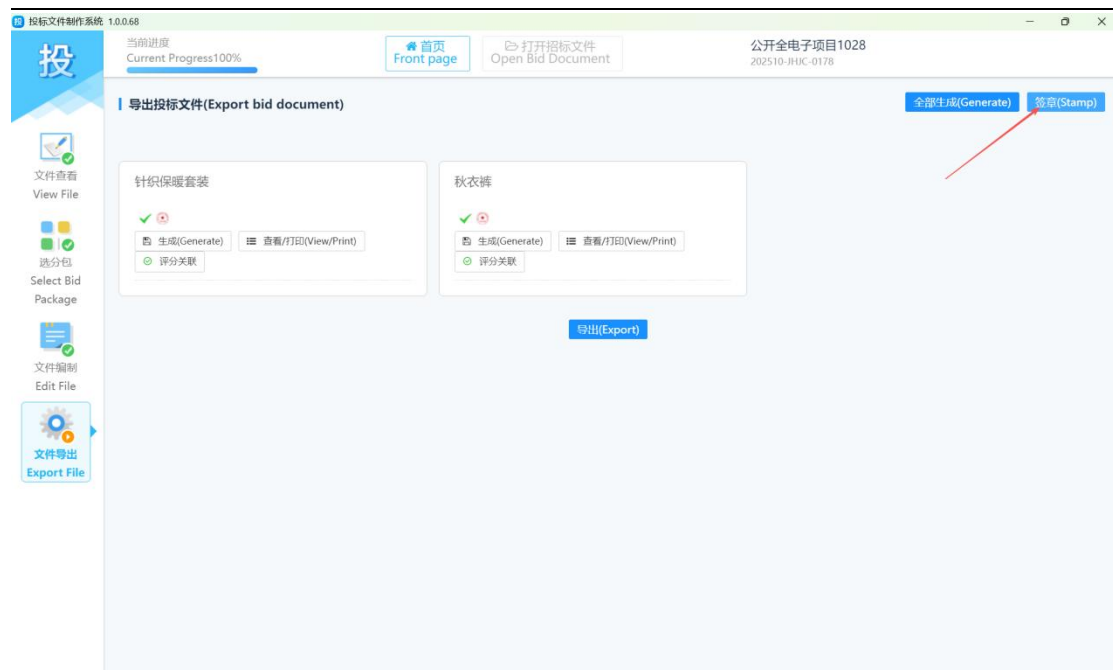 投 投标文件制作系统 1.0.0.68
投
当前进度
Current Progress100%
首页
Front page
打开招标文件
Open Bid Document
公开全电子项目1028
202510-JHJC-0178
导出投标文件(Export bid document)
全部生成(Generate)
签章(Stamp)
文件查看
View File
选分包
Select Bid
Package
文件编制
Edit File
文件导出
Export File
针织保暖套装
生成(Generate)
查看/打印(View/Print)
评分关联
秋衣裤
生成(Generate)
查看/打印(View/Print)
评分关联
导出(Export)